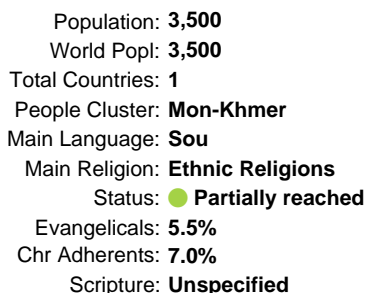 Population: 3,500
World Popl: 3,500
Total Countries: 1
People Cluster: Mon-Khmer
Main Language: Sou
Main Religion: Ethnic Religions
Status: Partially reached
Evangelicals: 5.5%
Chr Adherents: 7.0%
Scripture: Unspecified